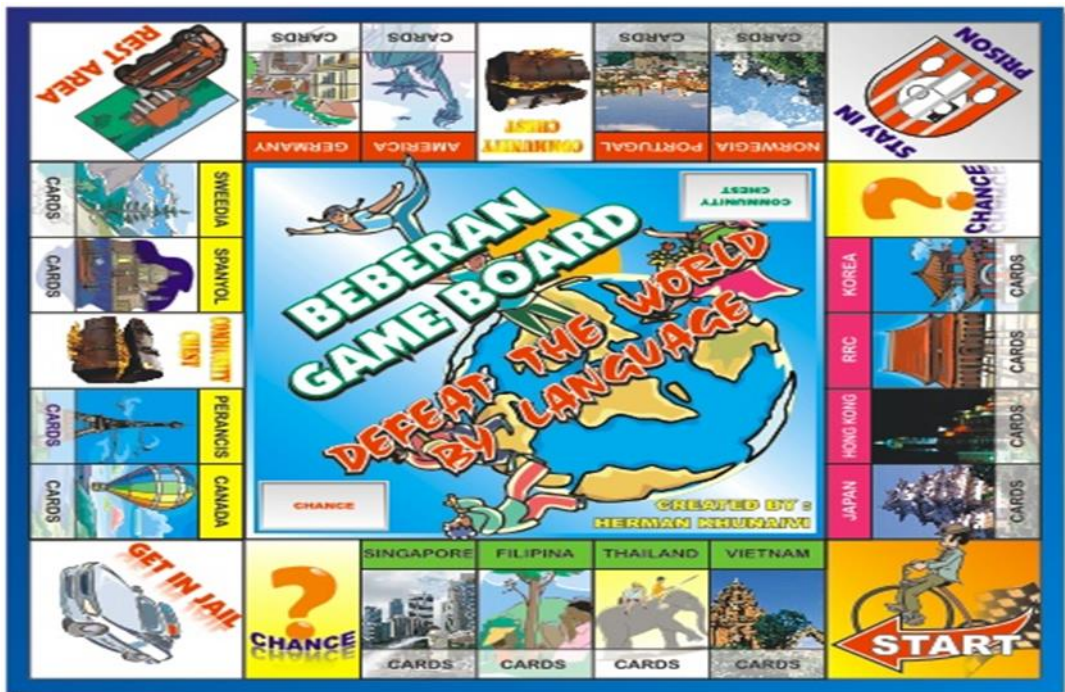 REST AREA
CARDS
CARDS
COMMUNITY
CHEST
CARDS
CARDS
GERMANY
AMERICA
PORTUGAL
NORWEGIA
STAY IN
PRISON
SWEEDIA
CARDS
SPANYOL
CARDS
COMMUNITY
CHEST
PERANCIS
CARDS
CANADA
CARDS
BEBERAN
GAME BOARD
DEFEAT THE WORLD
BY LANGUAGE
CONNUNITY
CHEST
CHANCE
CREATED BY :
HERMAN KHUNAIVI
?
CHANCE
KOREA
CARDS
RRC
CARDS
HONG KONG
CARDS
JAPAN
CARDS
GET IN JAIL
?
CHANCE
SINGAPORE
CARDS
FILIPINA
CARDS
THAILAND
CARDS
VIETNAM
CARDS
START